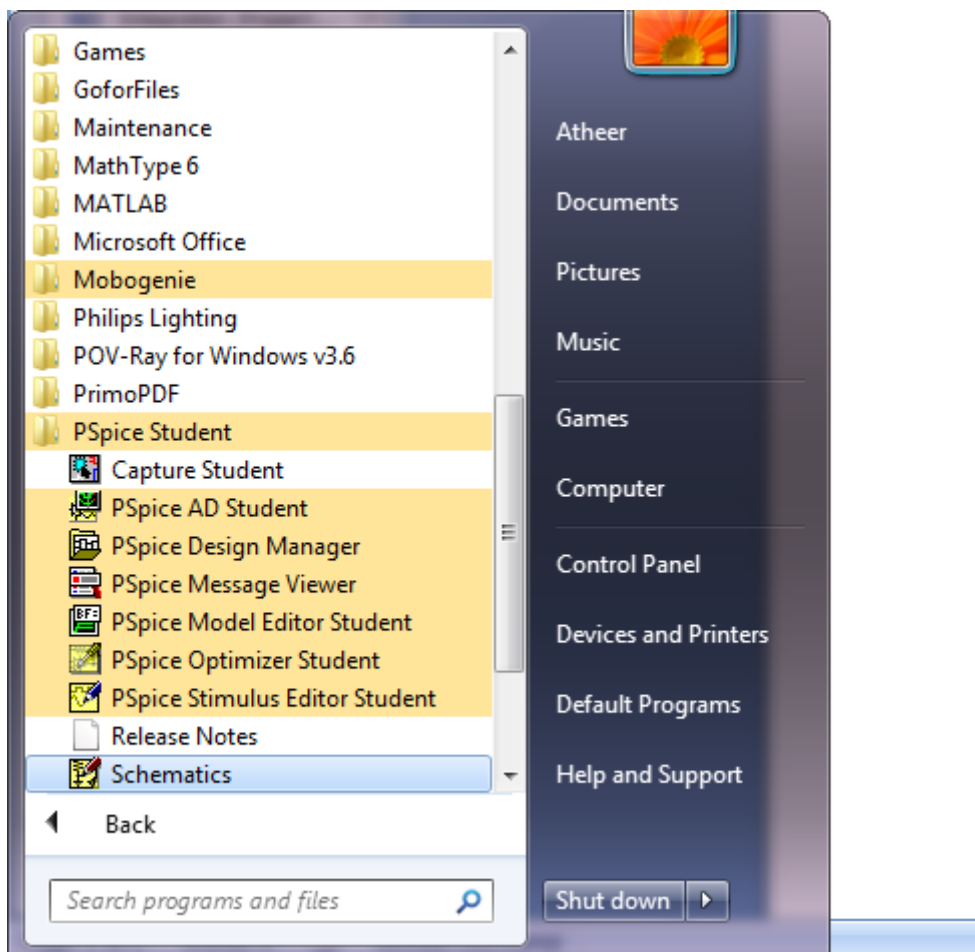 Games
GoforFiles
Maintenance
MathType 6
MATLAB
Microsoft Office
Mobogenie
Philips Lighting
POV-Ray for Windows v3.6
PrimoPDF
PSpice Student
Capture Student
PSpice AD Student
PSpice Design Manager
PSpice Message Viewer
PSpice Model Editor Student
PSpice Optimizer Student
PSpice Stimulus Editor Student
Release Notes
Schematics
Back
Search programs and files
Atheer
Documents
Pictures
Music
Games
Computer
Control Panel
Devices and Printers
Default Programs
Help and Support
Shut down